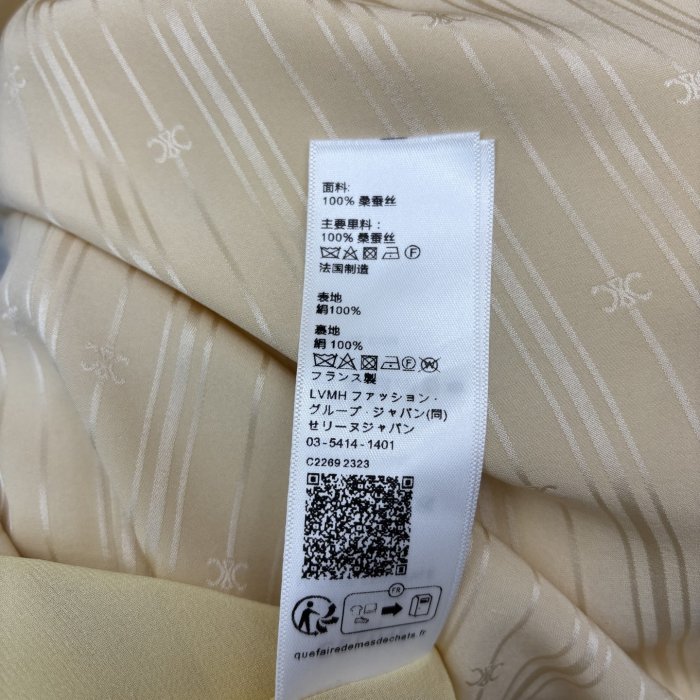 面料:
100% 桑蚕丝
主要里料：
100% 桑蚕丝
F
法国制造
表地
絹100%
裏地
絹 100%
F W
フランス製
LVMH ファッション・
グループ・ジャパン(同)
セリーヌジャパン
03-5414-1401
C2269 2323
FR
quefairedemesdechets.fr